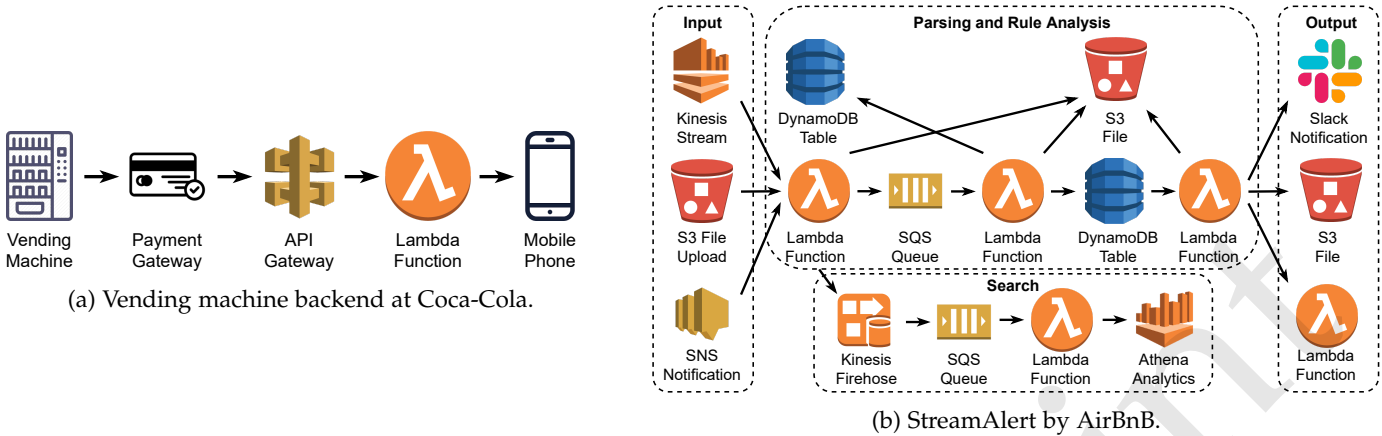 Vending
Machine
Payment
Gateway
API
Gateway
Lambda
Function
Mobile
Phone
(a) Vending machine backend at Coca-Cola.
Input
Kinesis
Stream
S3 File
Upload
SNS
Notification
Parsing and Rule Analysis
DynamoDB
Table
S3
File
Lambda
Function
SQS
Queue
Lambda
Function
DynamoDB
Table
Lambda
Function
Search
Kinesis
Firehose
SQS
Queue
Lambda
Function
Athena
Analytics
Output
Slack
Notification
S3
File
Lambda
Function
(b) StreamAlert by AirBnB.